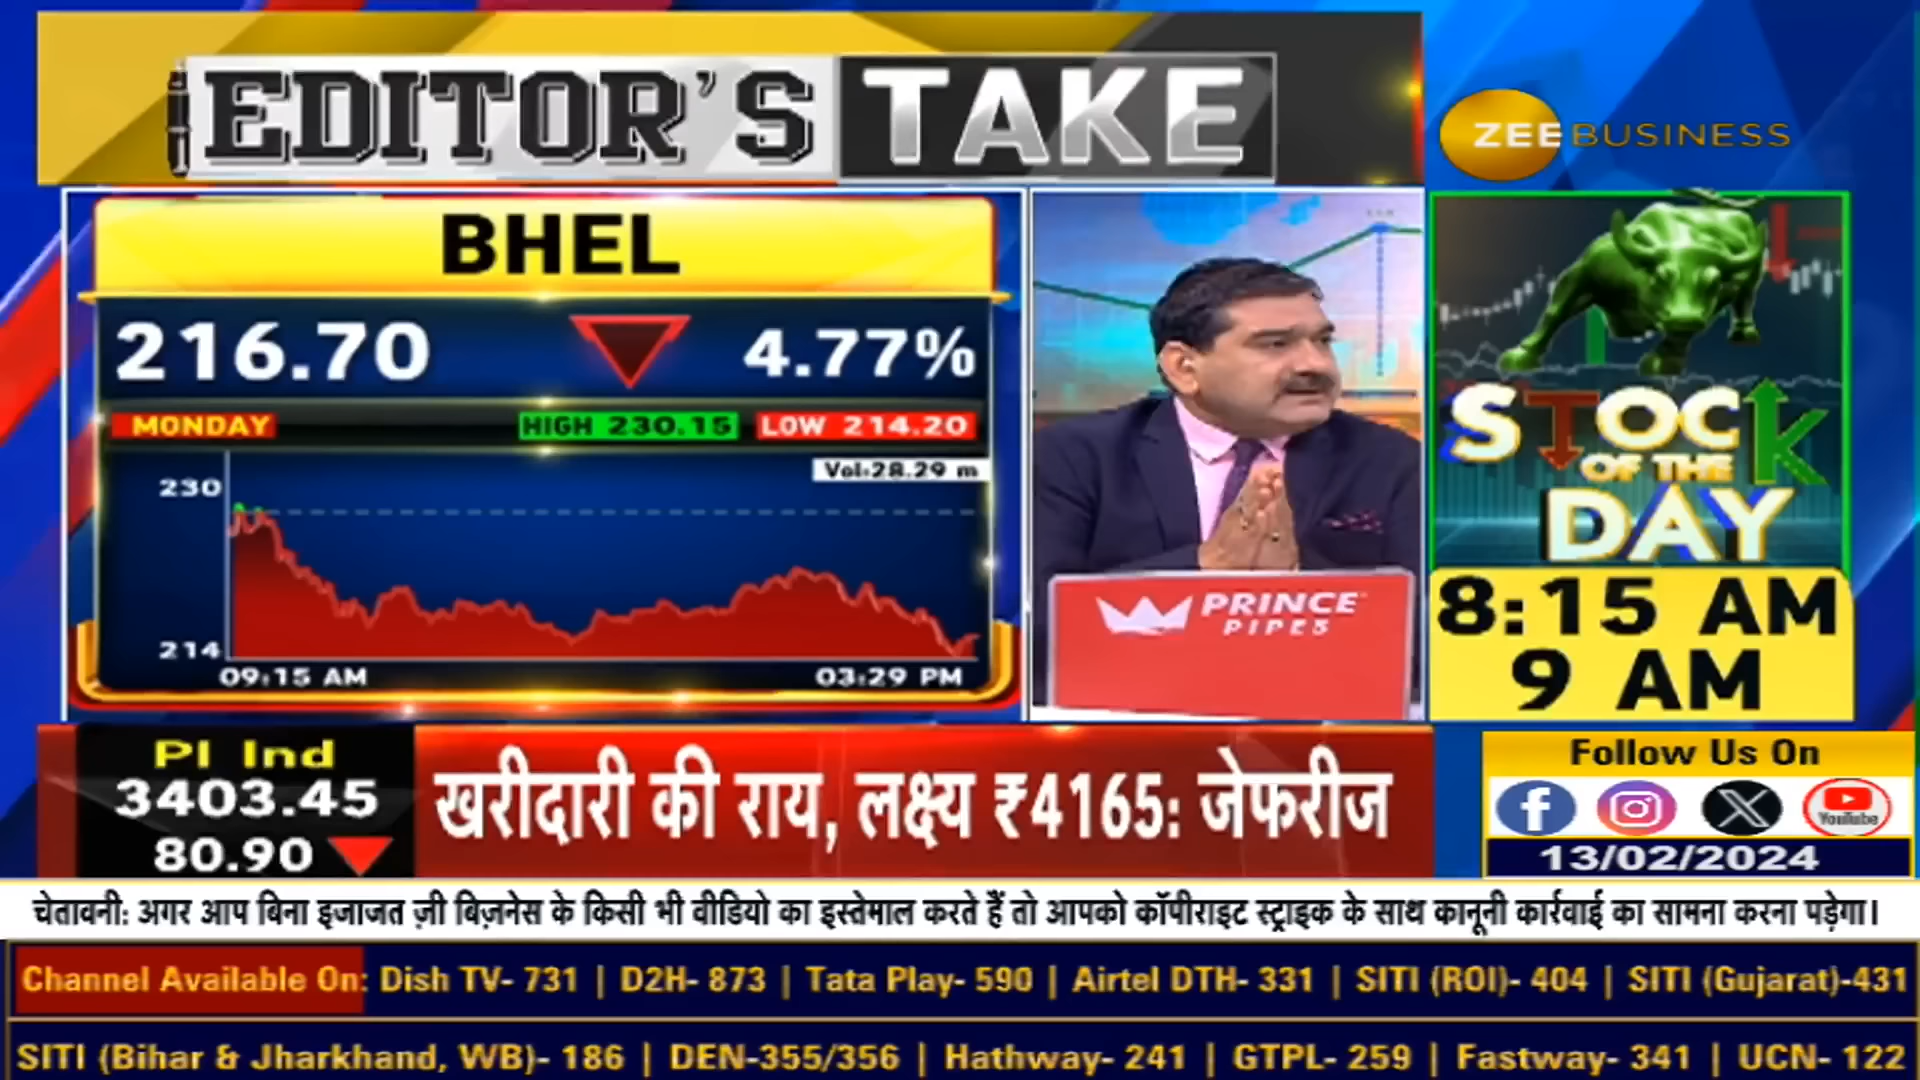 EDITOR'S TAKE
ZEE BUSINESS
BHEL
216.70 4.77%
MONDAY HIGH 230.15 LOW 214.20
Vol:28.29 m
230
214
09:15 AM 03:29 PM
PRINCE
PIPES
STOCK
OF THE
DAY
8:15 AM
9 AM
PI Ind
3403.45
80.90
खरीदारी की राय, लक्ष्य ₹4165: जेफरीज
Follow Us On
YouTube
13/02/2024
चेतावनी: अगर आप बिना इजाजत ज़ी बिज़नेस के किसी भी वीडियो का इस्तेमाल करते हैं तो आपको कॉपीराइट स्ट्राइक के साथ कानूनी कार्रवाई का सामना करना पड़ेगा।
Channel Available On: Dish TV- 731 | D2H- 873 | Tata Play- 590 | Airtel DTH- 331 | SITI (ROI)- 404 | SITI (Gujarat)-431
SITI (Bihar & Jharkhand, WB)- 186 | DEN-355/356 | Hathway- 241 | GTPL- 259 | Fastway- 341 | UCN- 122